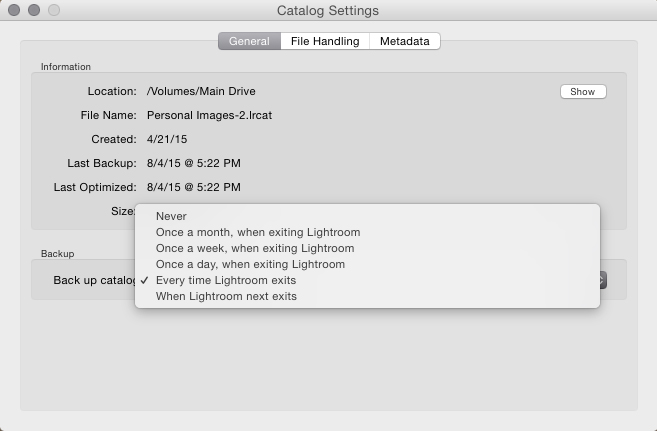 Catalog Settings
General File Handling Metadata
Information
Location: /Volumes/Main Drive Show
File Name: Personal Images-2.lrcat
Created: 4/21/15
Last Backup: 8/4/15 @ 5:22 PM
Last Optimized: 8/4/15 @ 5:22 PM
Size:
Never
Once a month, when exiting Lightroom
Backup
Once a week, when exiting Lightroom
Once a day, when exiting Lightroom
Back up catalog ✓ Every time Lightroom exits
When Lightroom next exits